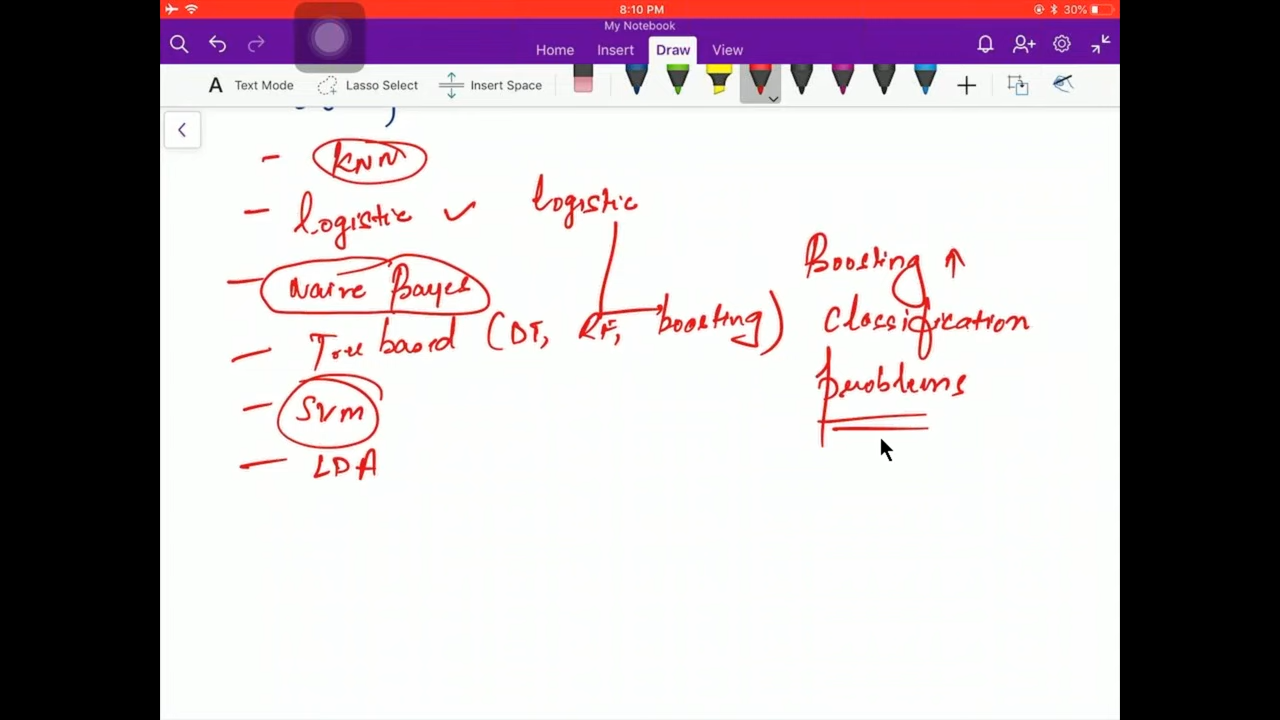 8:10 PM
30%
My Notebook
Home Insert Draw View
A Text Mode Lasso Select Insert Space
- KNN
- logistic ✓ logistic
- Naive Bayes
- Tree based (DT, RF, boosting)
- SVM
- LDA
Boosting ↑
classification
problems